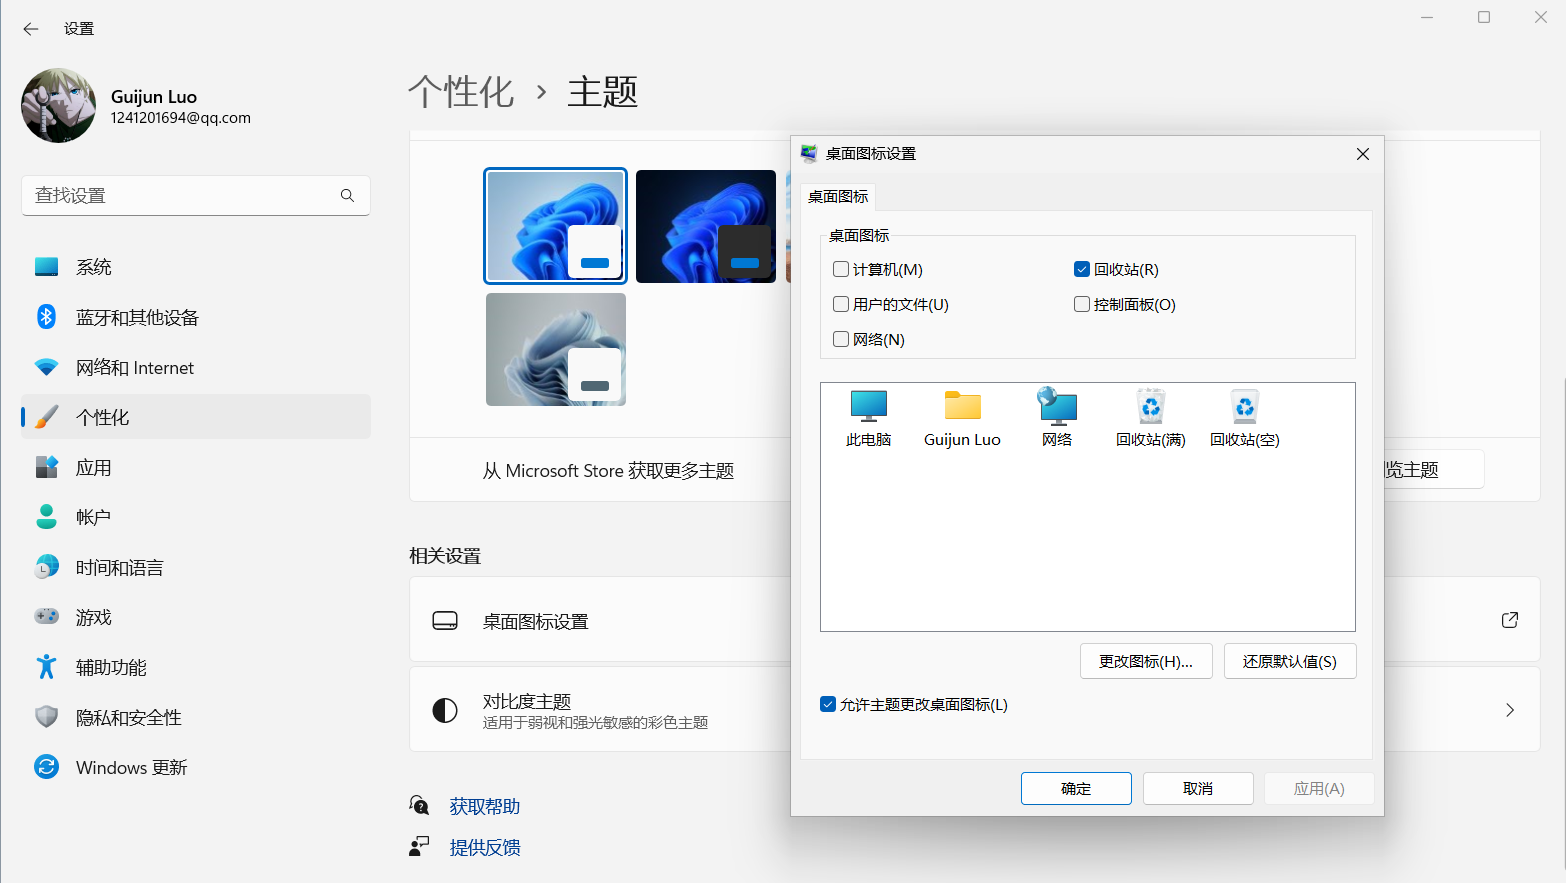 设置
Guijun Luo
1241201694@qq.com
查找设置
系统
蓝牙和其他设备
网络和 Internet
个性化
应用
帐户
时间和语言
游戏
辅助功能
隐私和安全性
Windows 更新
个性化 › 主题
从 Microsoft Store 获取更多主题
览主题
相关设置
桌面图标设置
对比度主题
适用于弱视和强光敏感的彩色主题
获取帮助
提供反馈
桌面图标设置
桌面图标
桌面图标
计算机(M)
回收站(R)
用户的文件(U)
控制面板(O)
网络(N)
此电脑
Guijun Luo
网络
回收站(满)
回收站(空)
更改图标(H)...
还原默认值(S)
允许主题更改桌面图标(L)
确定
取消
应用(A)